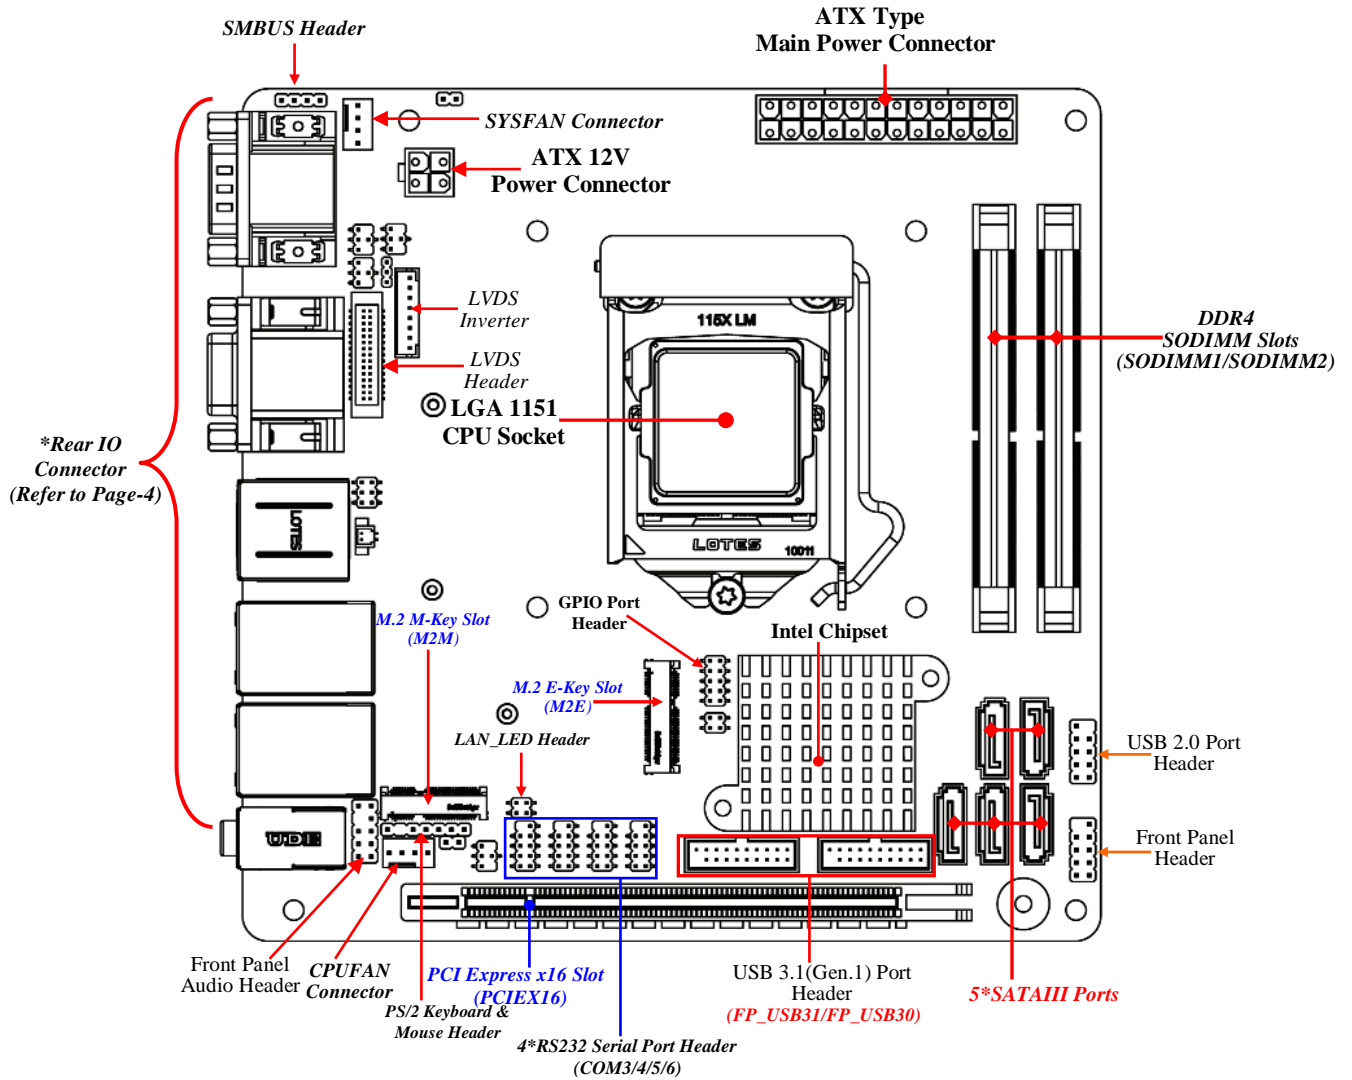 SMBUS Header
ATX Type
Main Power Connector
SYSFAN Connector
ATX 12V
Power Connector
LVDS
Inverter
115X LM
DDR4
SODIMM Slots
(SODIMM1/SODIMM2)
LVDS
Header
LGA 1151
CPU Socket
*Rear IO
Connector
(Refer to Page-4)
LOTES
LOTES
10011
GPIO Port
Header
Intel Chipset
M.2 M-Key Slot
(M2M)
M.2 E-Key Slot
(M2E)
LAN_LED Header
USB 2.0 Port
Header
UDE
Front Panel
Header
Front Panel
Audio Header
CPUFAN
Connector
PCI Express x16 Slot
(PCIEX16)
PS/2 Keyboard &
Mouse Header
USB 3.1(Gen.1) Port
Header
(FP_USB31/FP_USB30)
5*SATAIII Ports
4*RS232 Serial Port Header
(COM3/4/5/6)